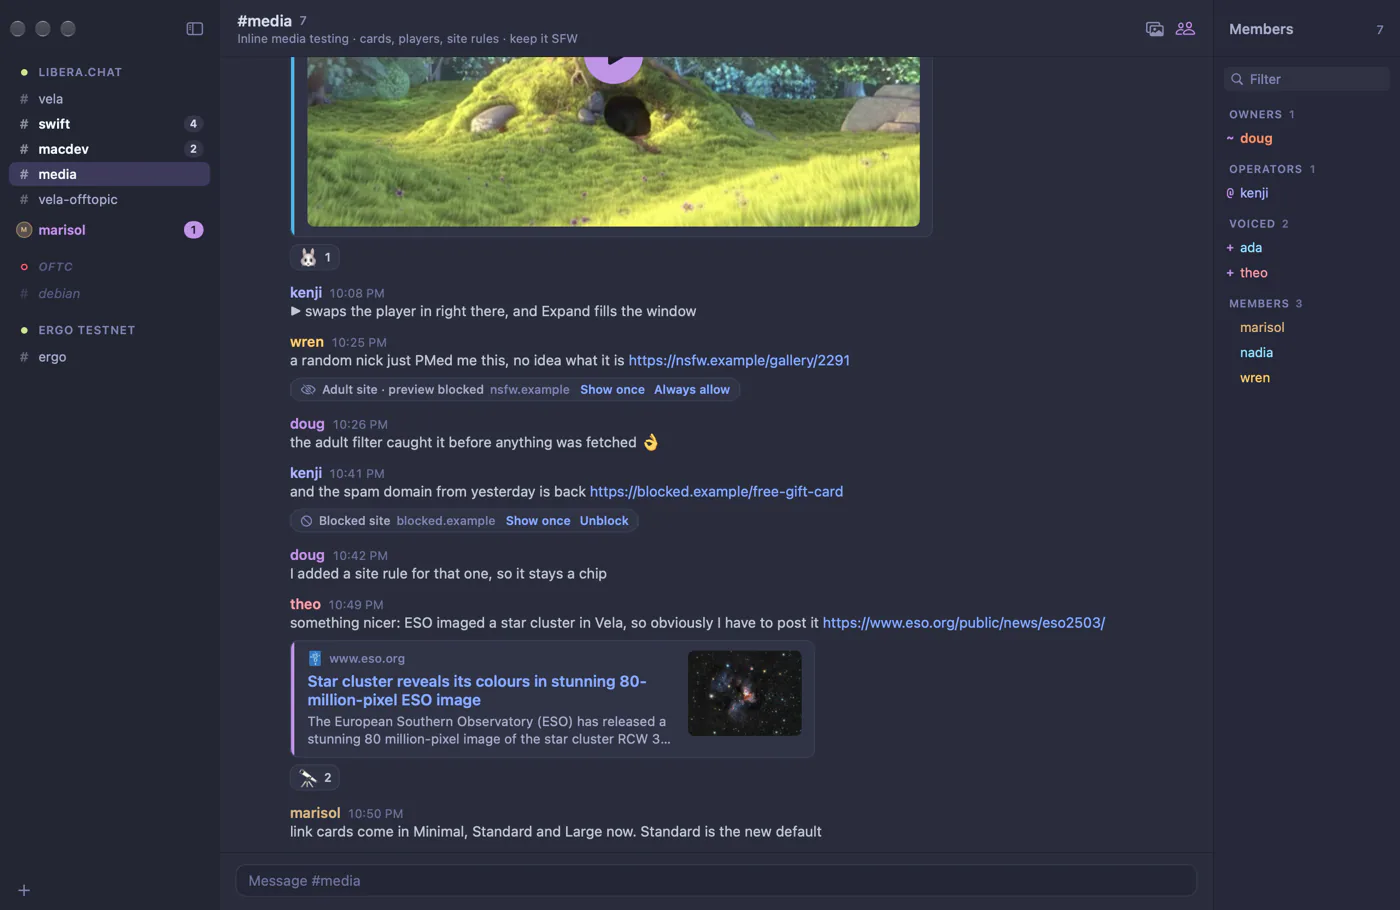 LIBERA.CHAT
# vela
# swift 4
# macdev 2
# media
# vela-offtopic
M marisol 1
OFTC
# debian
ERGO TESTNET
# ergo
+
#media 7
Inline media testing · cards, players, site rules · keep it SFW
🐰 1
kenji 10:08 PM
▶ swaps the player in right there, and Expand fills the window
wren 10:25 PM
a random nick just PMed me this, no idea what it is https://nsfw.example/gallery/2291
Adult site · preview blocked nsfw.example Show once Always allow
doug 10:26 PM
the adult filter caught it before anything was fetched 👌
kenji 10:41 PM
and the spam domain from yesterday is back https://blocked.example/free-gift-card
Blocked site blocked.example Show once Unblock
doug 10:42 PM
I added a site rule for that one, so it stays a chip
theo 10:49 PM
something nicer: ESO imaged a star cluster in Vela, so obviously I have to post it https://www.eso.org/public/news/eso2503/
www.eso.org
Star cluster reveals its colours in stunning 80-
million-pixel ESO image
The European Southern Observatory (ESO) has released a
stunning 80 million-pixel image of the star cluster RCW 3…
🔭 2
marisol 10:50 PM
link cards come in Minimal, Standard and Large now. Standard is the new default
Message #media
Members 7
Filter
OWNERS 1
~ doug
OPERATORS 1
@ kenji
VOICED 2
+ ada
+ theo
MEMBERS 3
marisol
nadia
wren